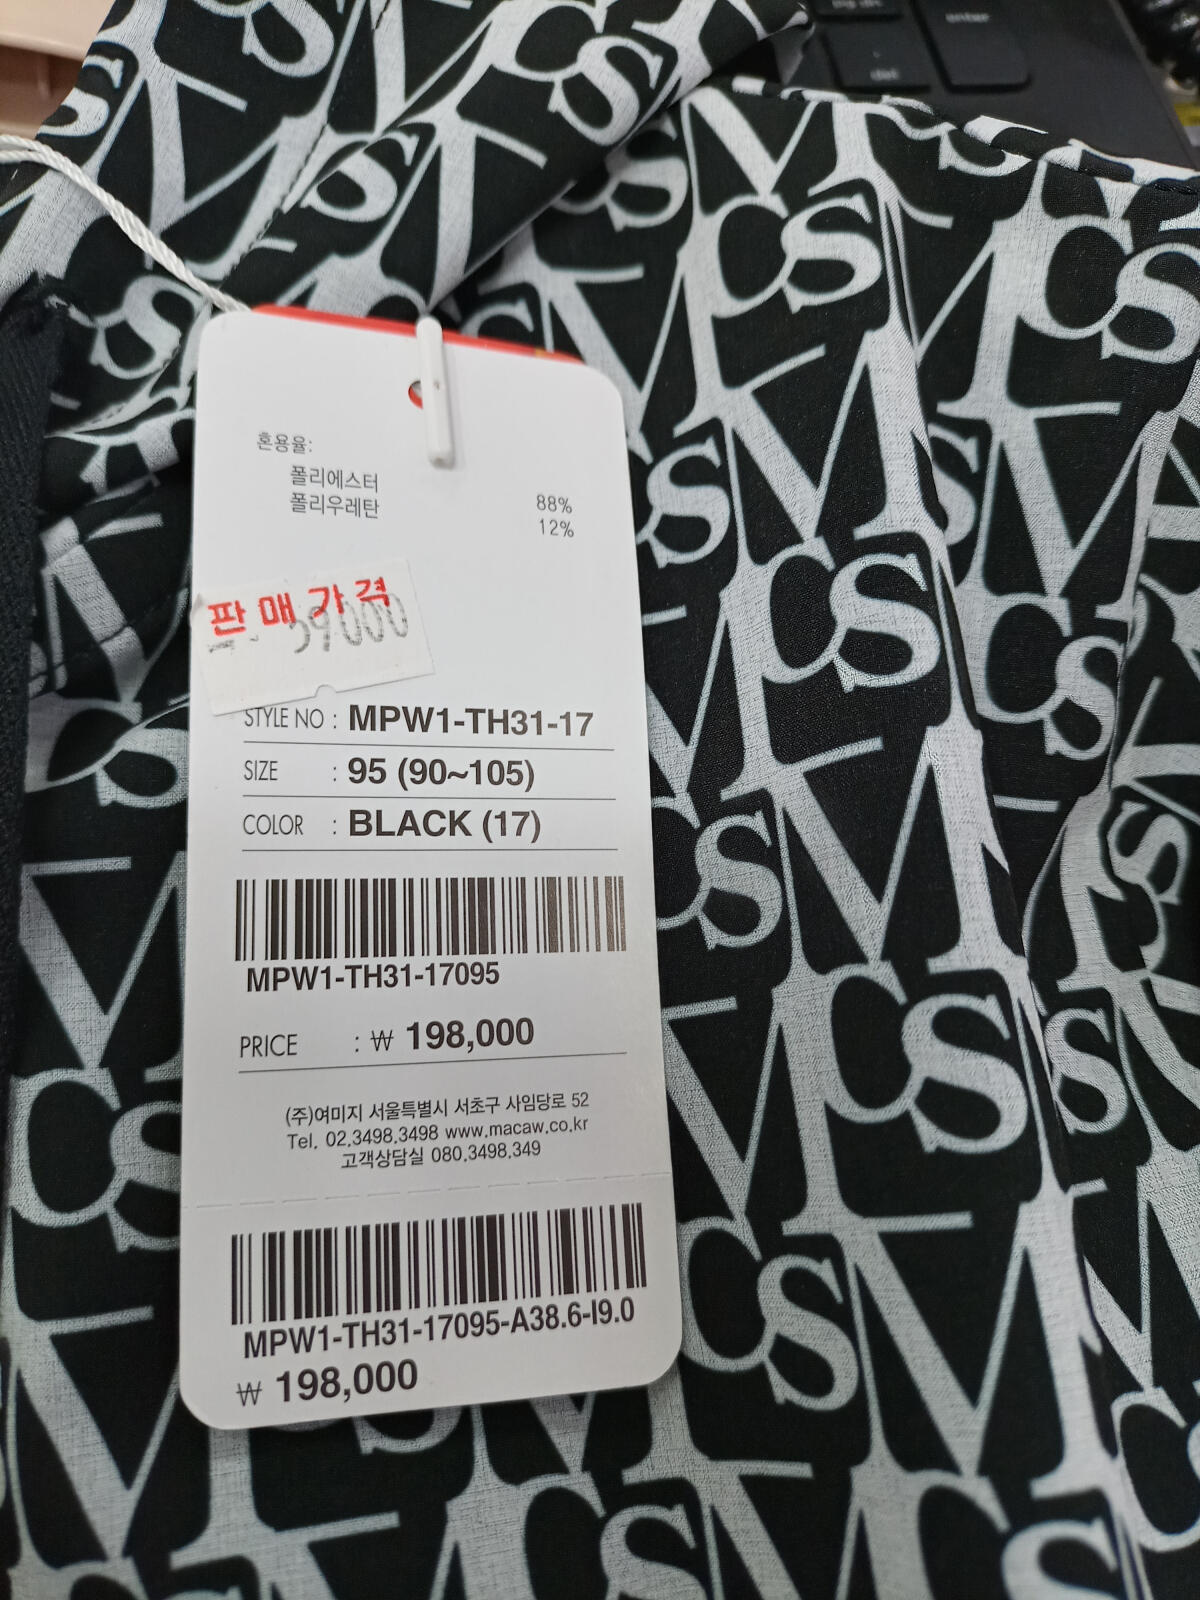 enter
del
혼용율:
폴리에스터 88%
폴리우레탄 12%
판매가격
59000
STYLE NO : MPW1-TH31-17
SIZE : 95 (90~105)
COLOR : BLACK (17)
MPW1-TH31-17095
PRICE : ₩ 198,000
(주)여미지 서울특별시 서초구 사임당로 52
Tel. 02.3498.3498 www.macaw.co.kr
고객상담실 080.3498.349
MPW1-TH31-17095-A38.6-I9.0
₩ 198,000